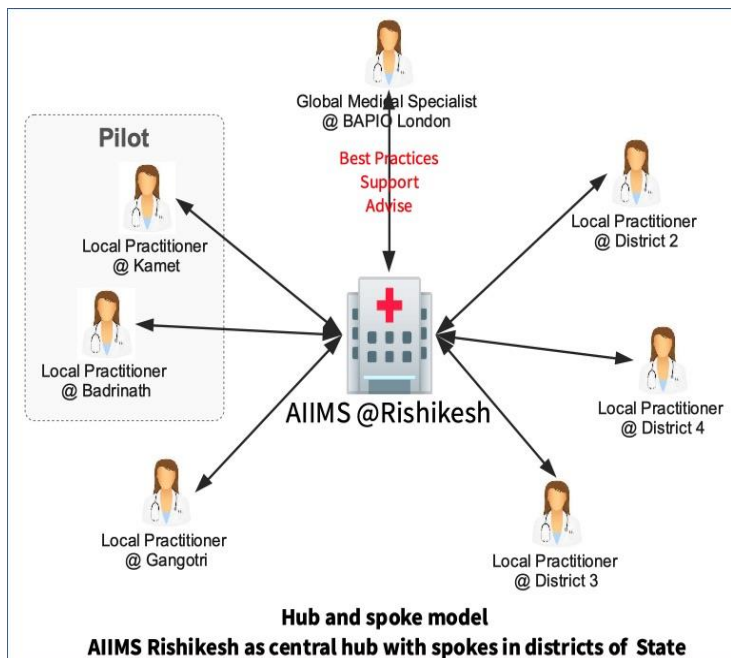 Global Medical Specialist
@ BAPIO London
Pilot
Best Practices
Support
Advise
Local Practitioner
@ Kamet
Local Practitioner
@ District 2
Local Practitioner
@ Badrinath
AIIMS @Rishikesh
Local Practitioner
@ District 4
Local Practitioner
@ Gangotri
Local Practitioner
@ District 3
Hub and spoke model
AIIMS Rishikesh as central hub with spokes in districts of State